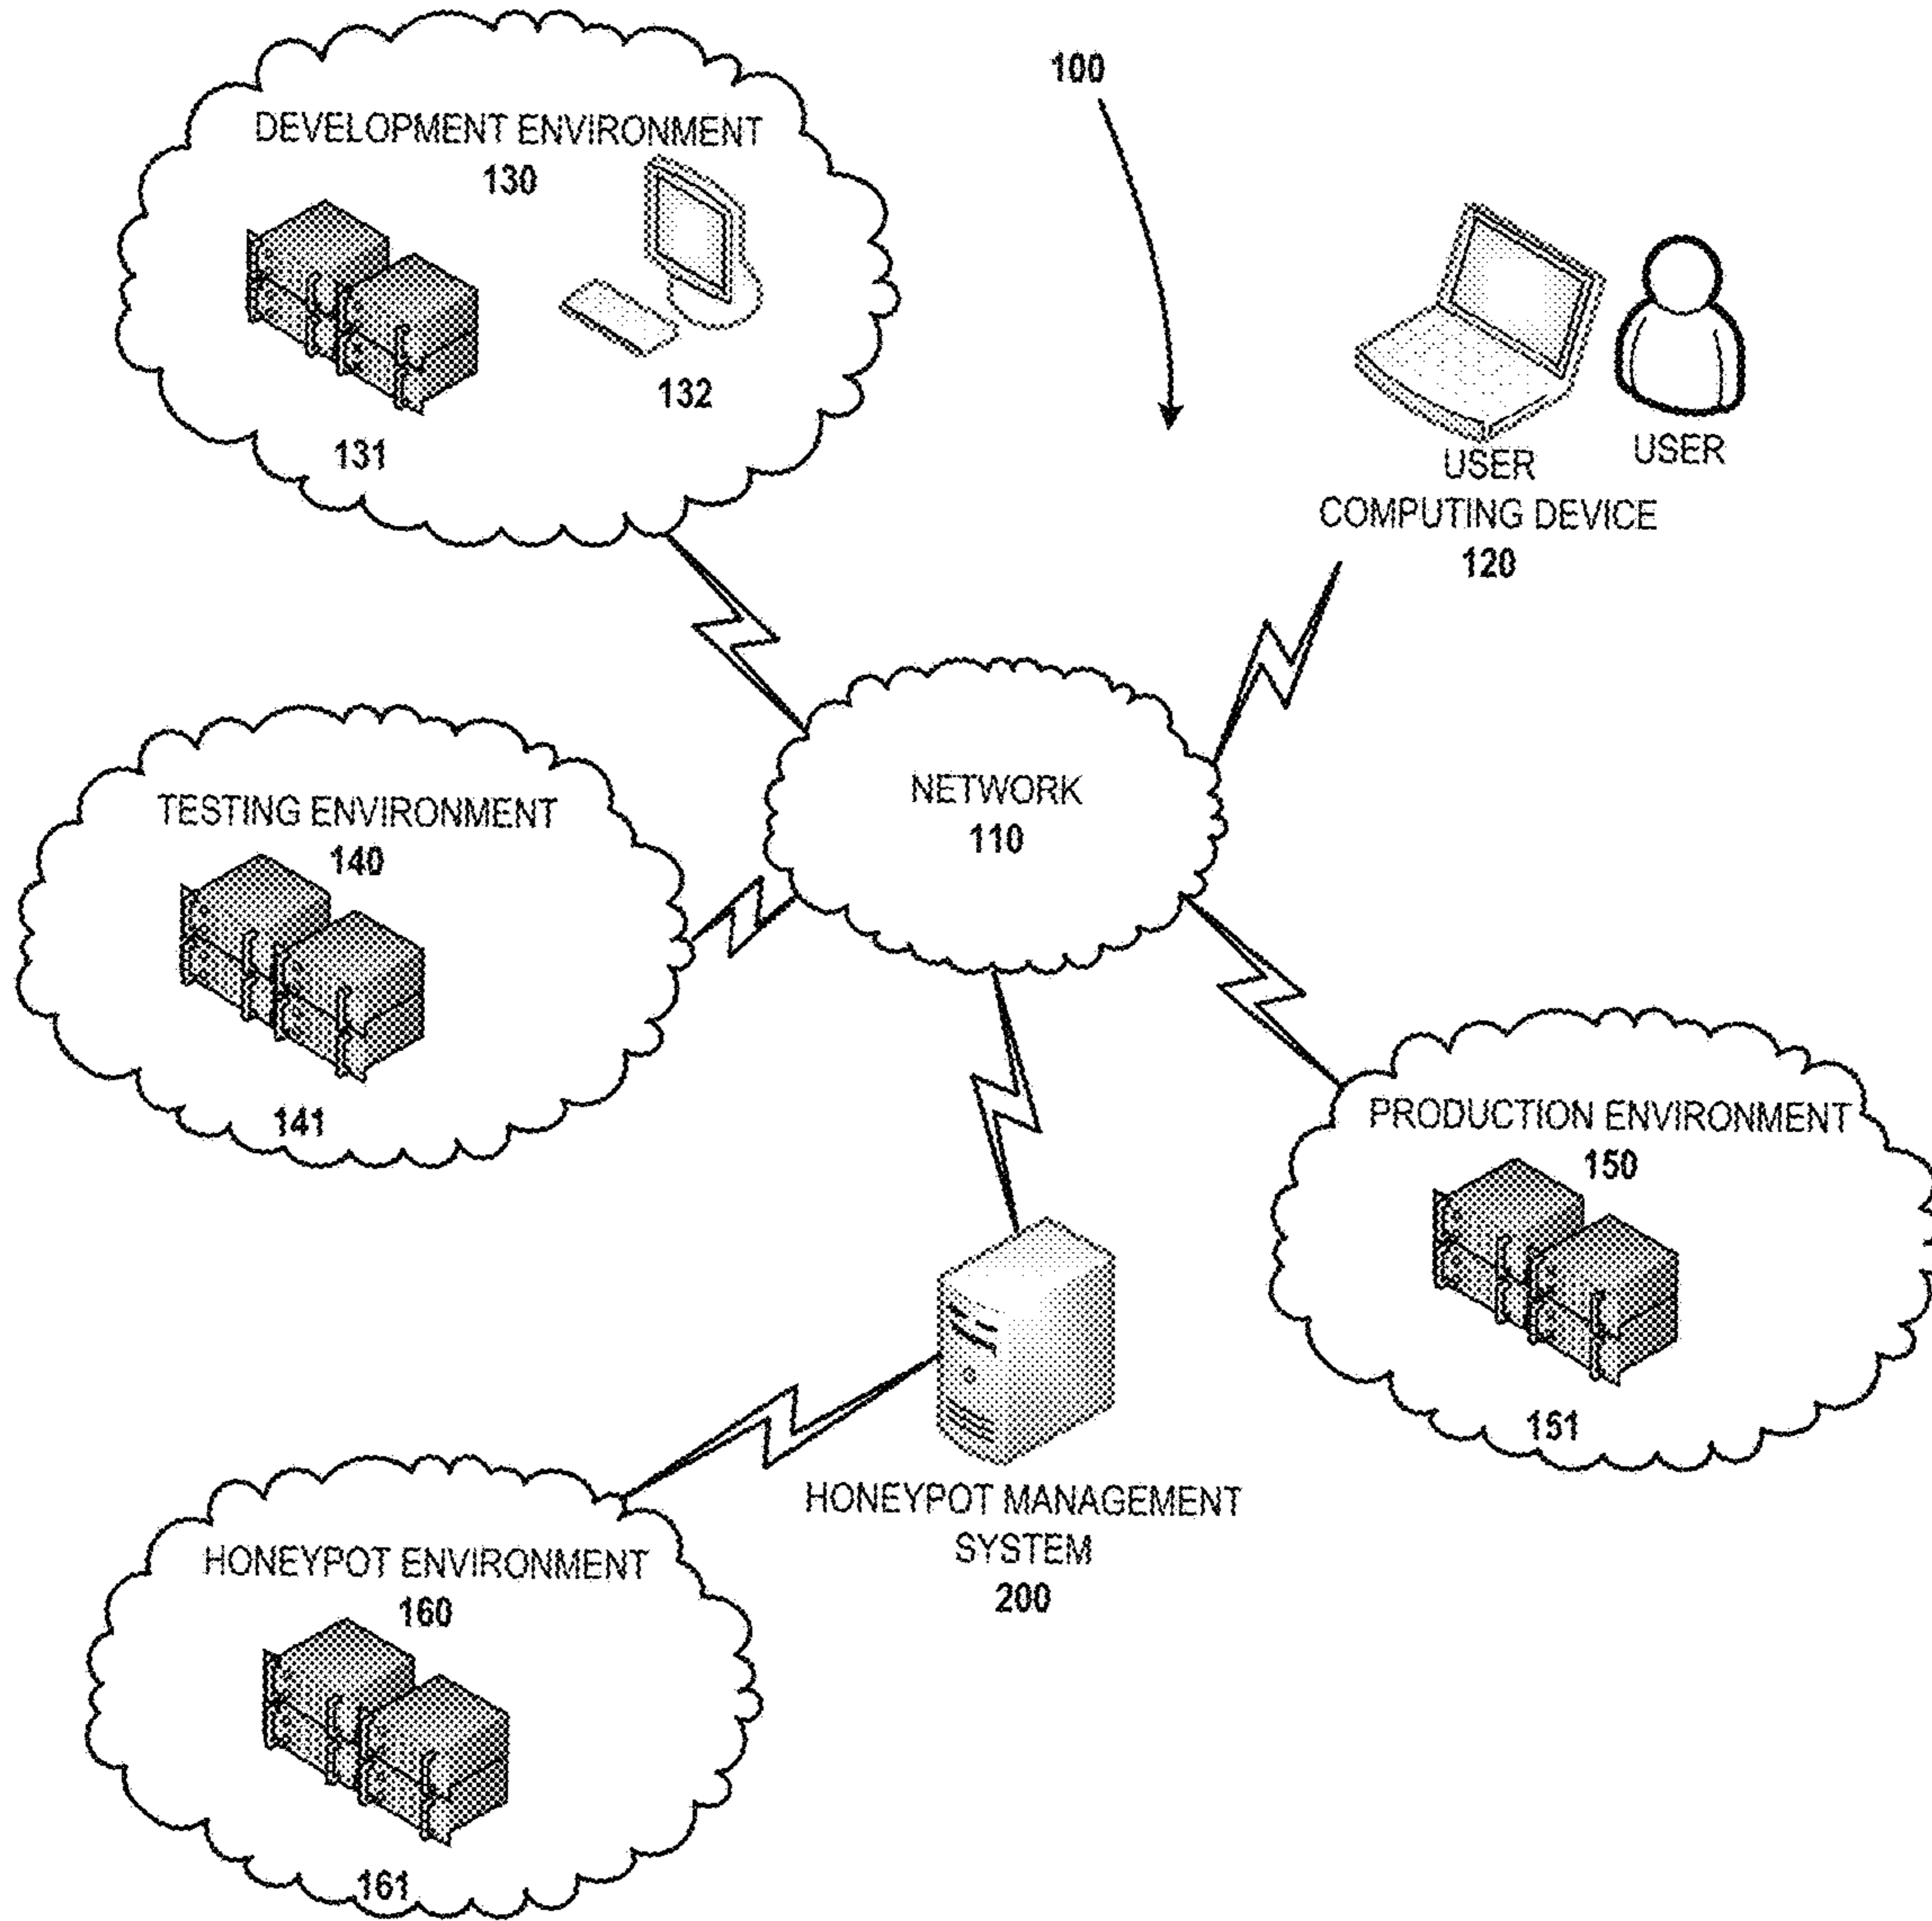 100
DEVELOPMENT ENVIRONMENT
130
132
131
USER
USER
COMPUTING DEVICE
120
NETWORK
110
TESTING ENVIRONMENT
140
141
PRODUCTION ENVIRONMENT
150
151
HONEYPOT MANAGEMENT
SYSTEM
200
HONEYPOT ENVIRONMENT
160
161